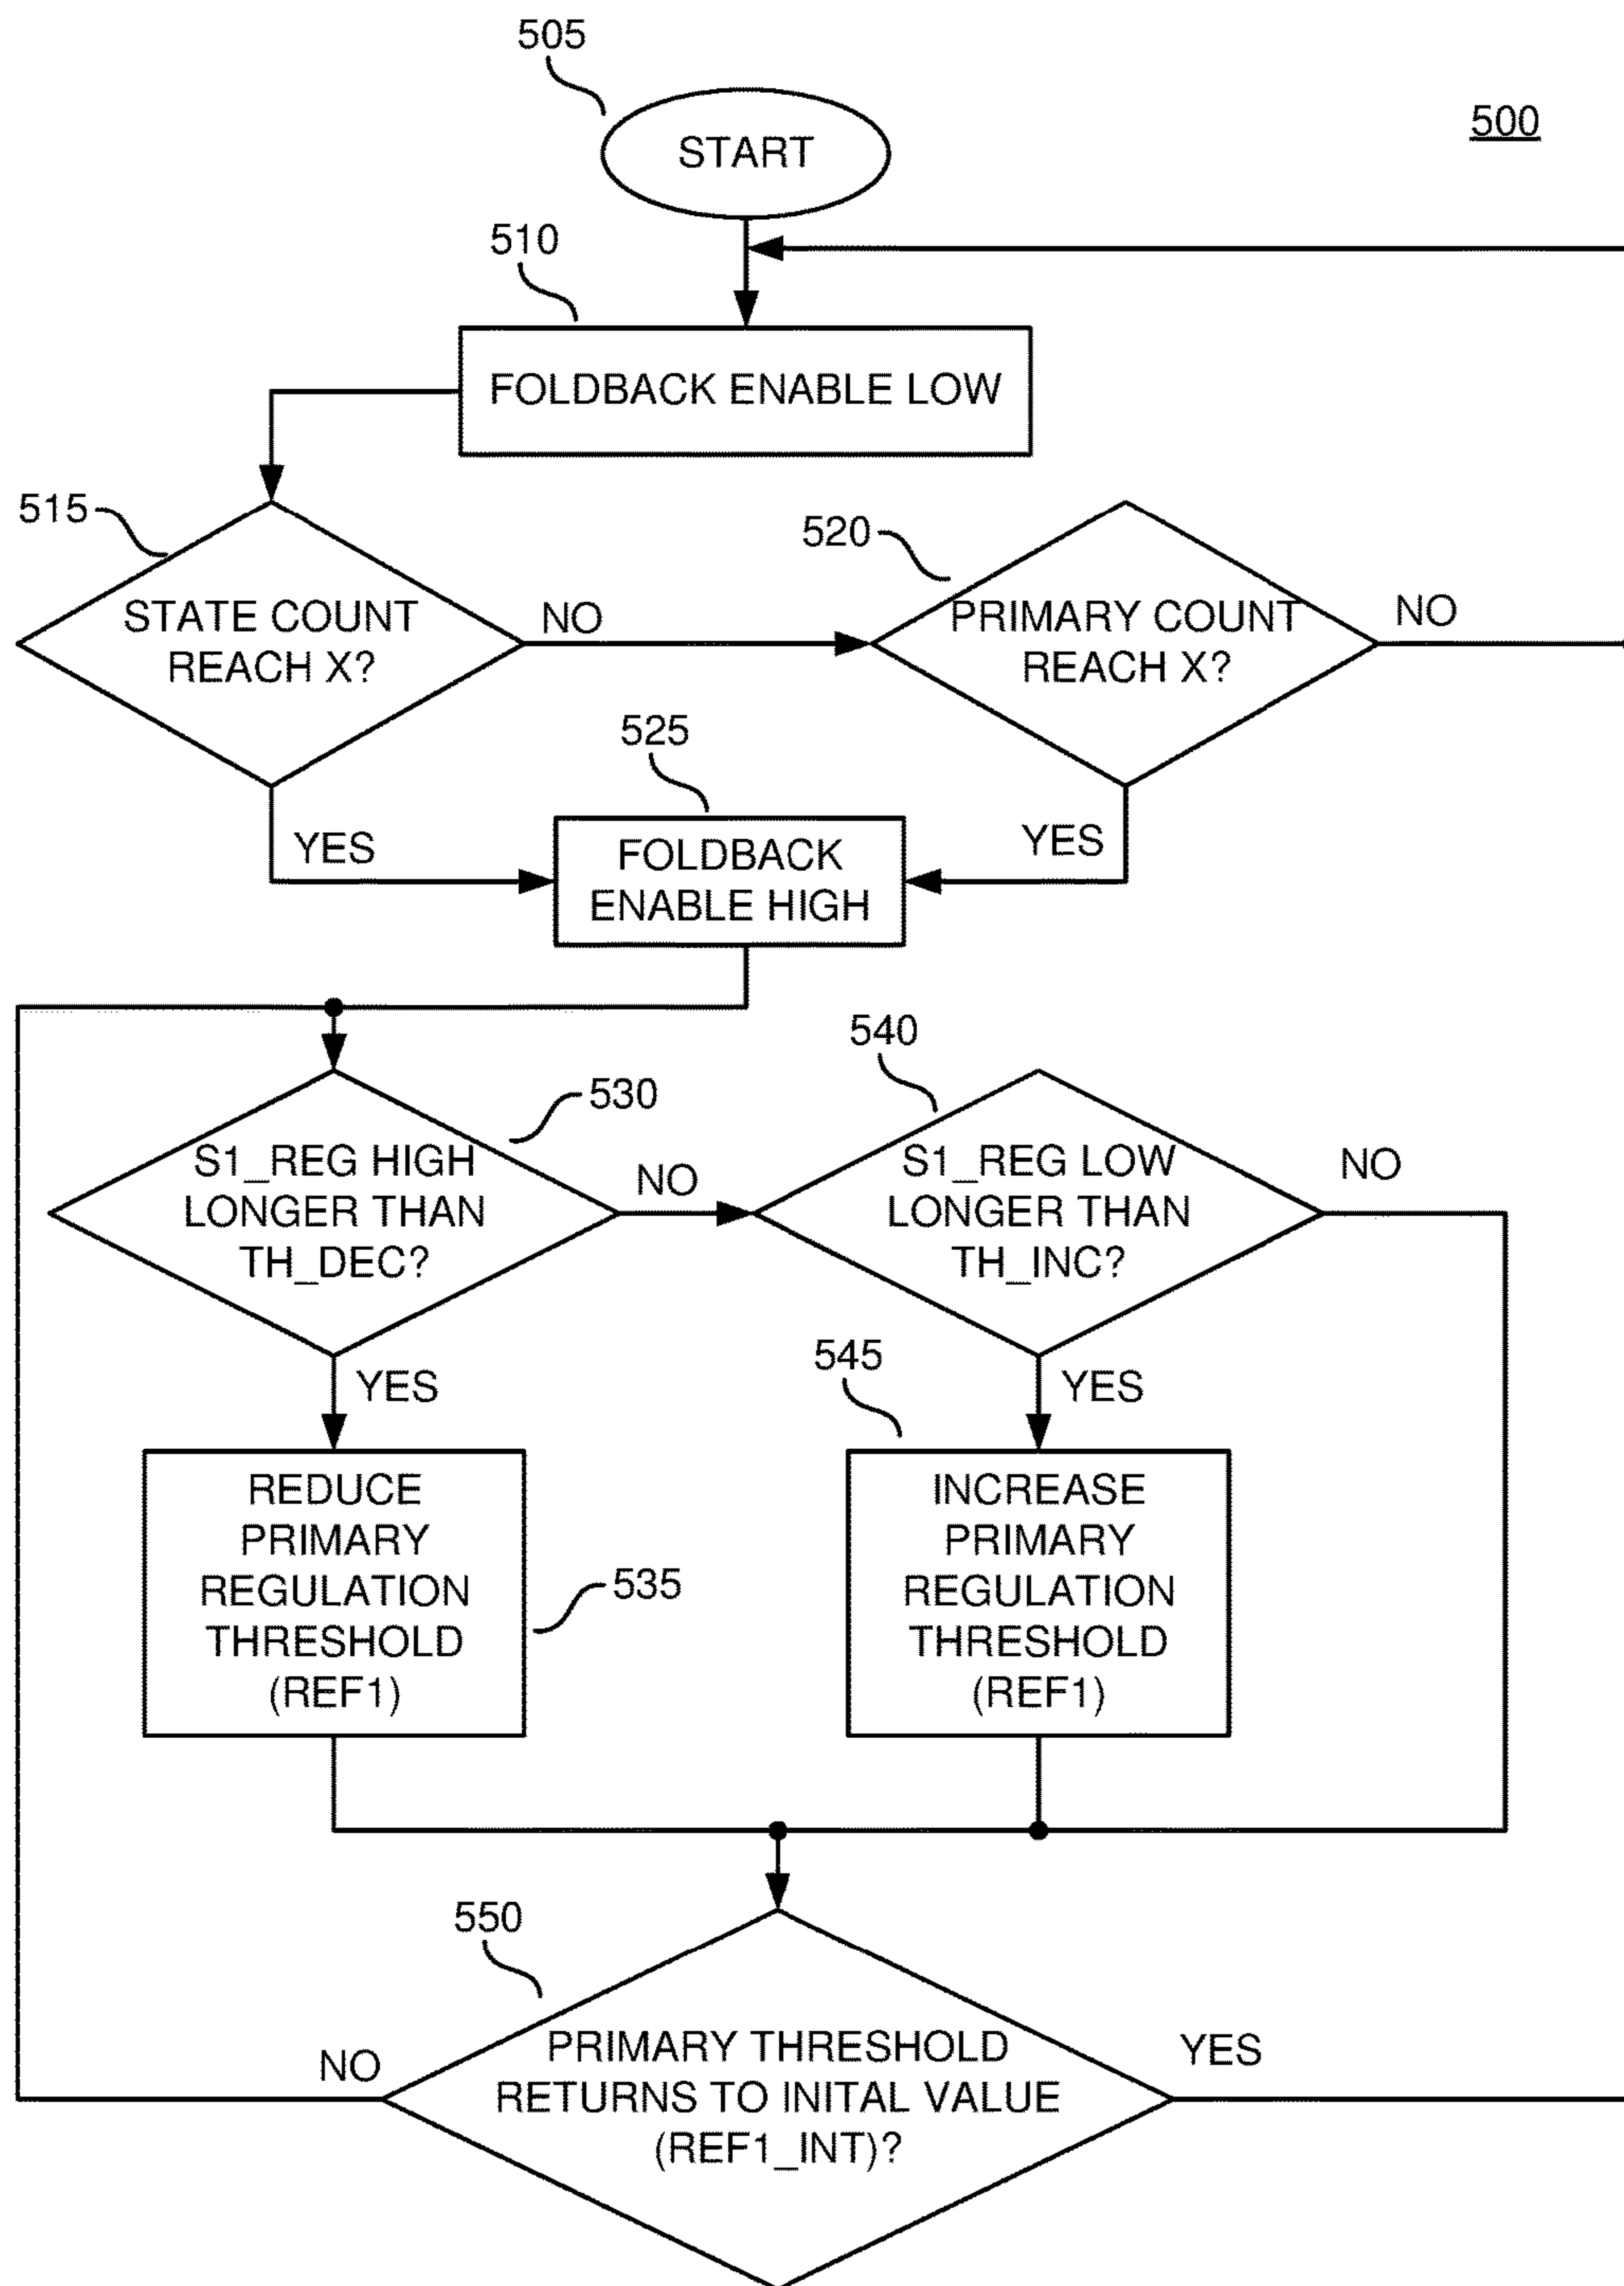 505
START
500
510
FOLDBACK ENABLE LOW
515
STATE COUNT
REACH X?
NO
520
PRIMARY COUNT
REACH X?
NO
YES
525
FOLDBACK
ENABLE HIGH
YES
530
S1_REG HIGH
LONGER THAN
TH_DEC?
NO
540
S1_REG LOW
LONGER THAN
TH_INC?
NO
YES
REDUCE
PRIMARY
REGULATION
THRESHOLD
(REF1)
535
YES
545
INCREASE
PRIMARY
REGULATION
THRESHOLD
(REF1)
550
PRIMARY THRESHOLD
RETURNS TO INITAL VALUE
(REF1_INT)?
NO
YES